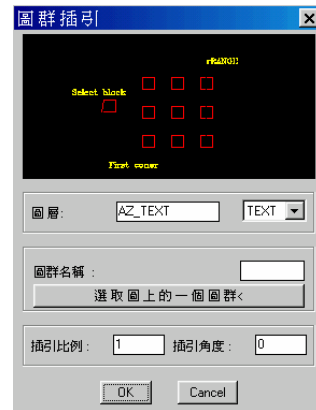 圖群插引
rRANGE
Select block
First coner
圖層:
AZ_TEXT
TEXT
圖群名稱 :
選取圖上的一個圖群<
插引比例:
1
插引角度:
0
OK
Cancel